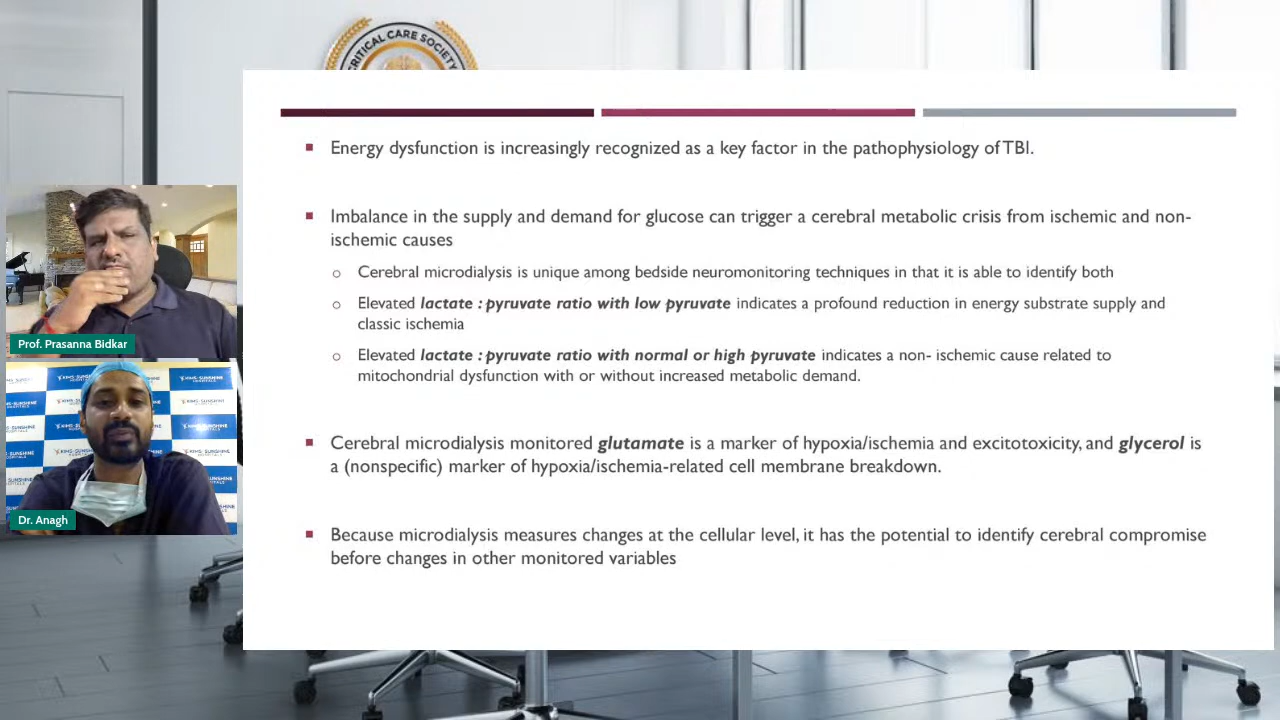 CRITICAL CARE SOCIETY
Energy dysfunction is increasingly recognized as a key factor in the pathophysiology of TBI.
Imbalance in the supply and demand for glucose can trigger a cerebral metabolic crisis from ischemic and non-
ischemic causes
Cerebral microdialysis is unique among bedside neuromonitoring techniques in that it is able to identify both
Elevated lactate : pyruvate ratio with low pyruvate indicates a profound reduction in energy substrate supply and
classic ischemia
Elevated lactate : pyruvate ratio with normal or high pyruvate indicates a non- ischemic cause related to
mitochondrial dysfunction with or without increased metabolic demand.
Cerebral microdialysis monitored glutamate is a marker of hypoxia/ischemia and excitotoxicity, and glycerol is
a (nonspecific) marker of hypoxia/ischemia-related cell membrane breakdown.
Because microdialysis measures changes at the cellular level, it has the potential to identify cerebral compromise
before changes in other monitored variables
Prof. Prasanna Bidkar
KIMS-SUNSHINE
HOSPITALS
Dr. Anagh